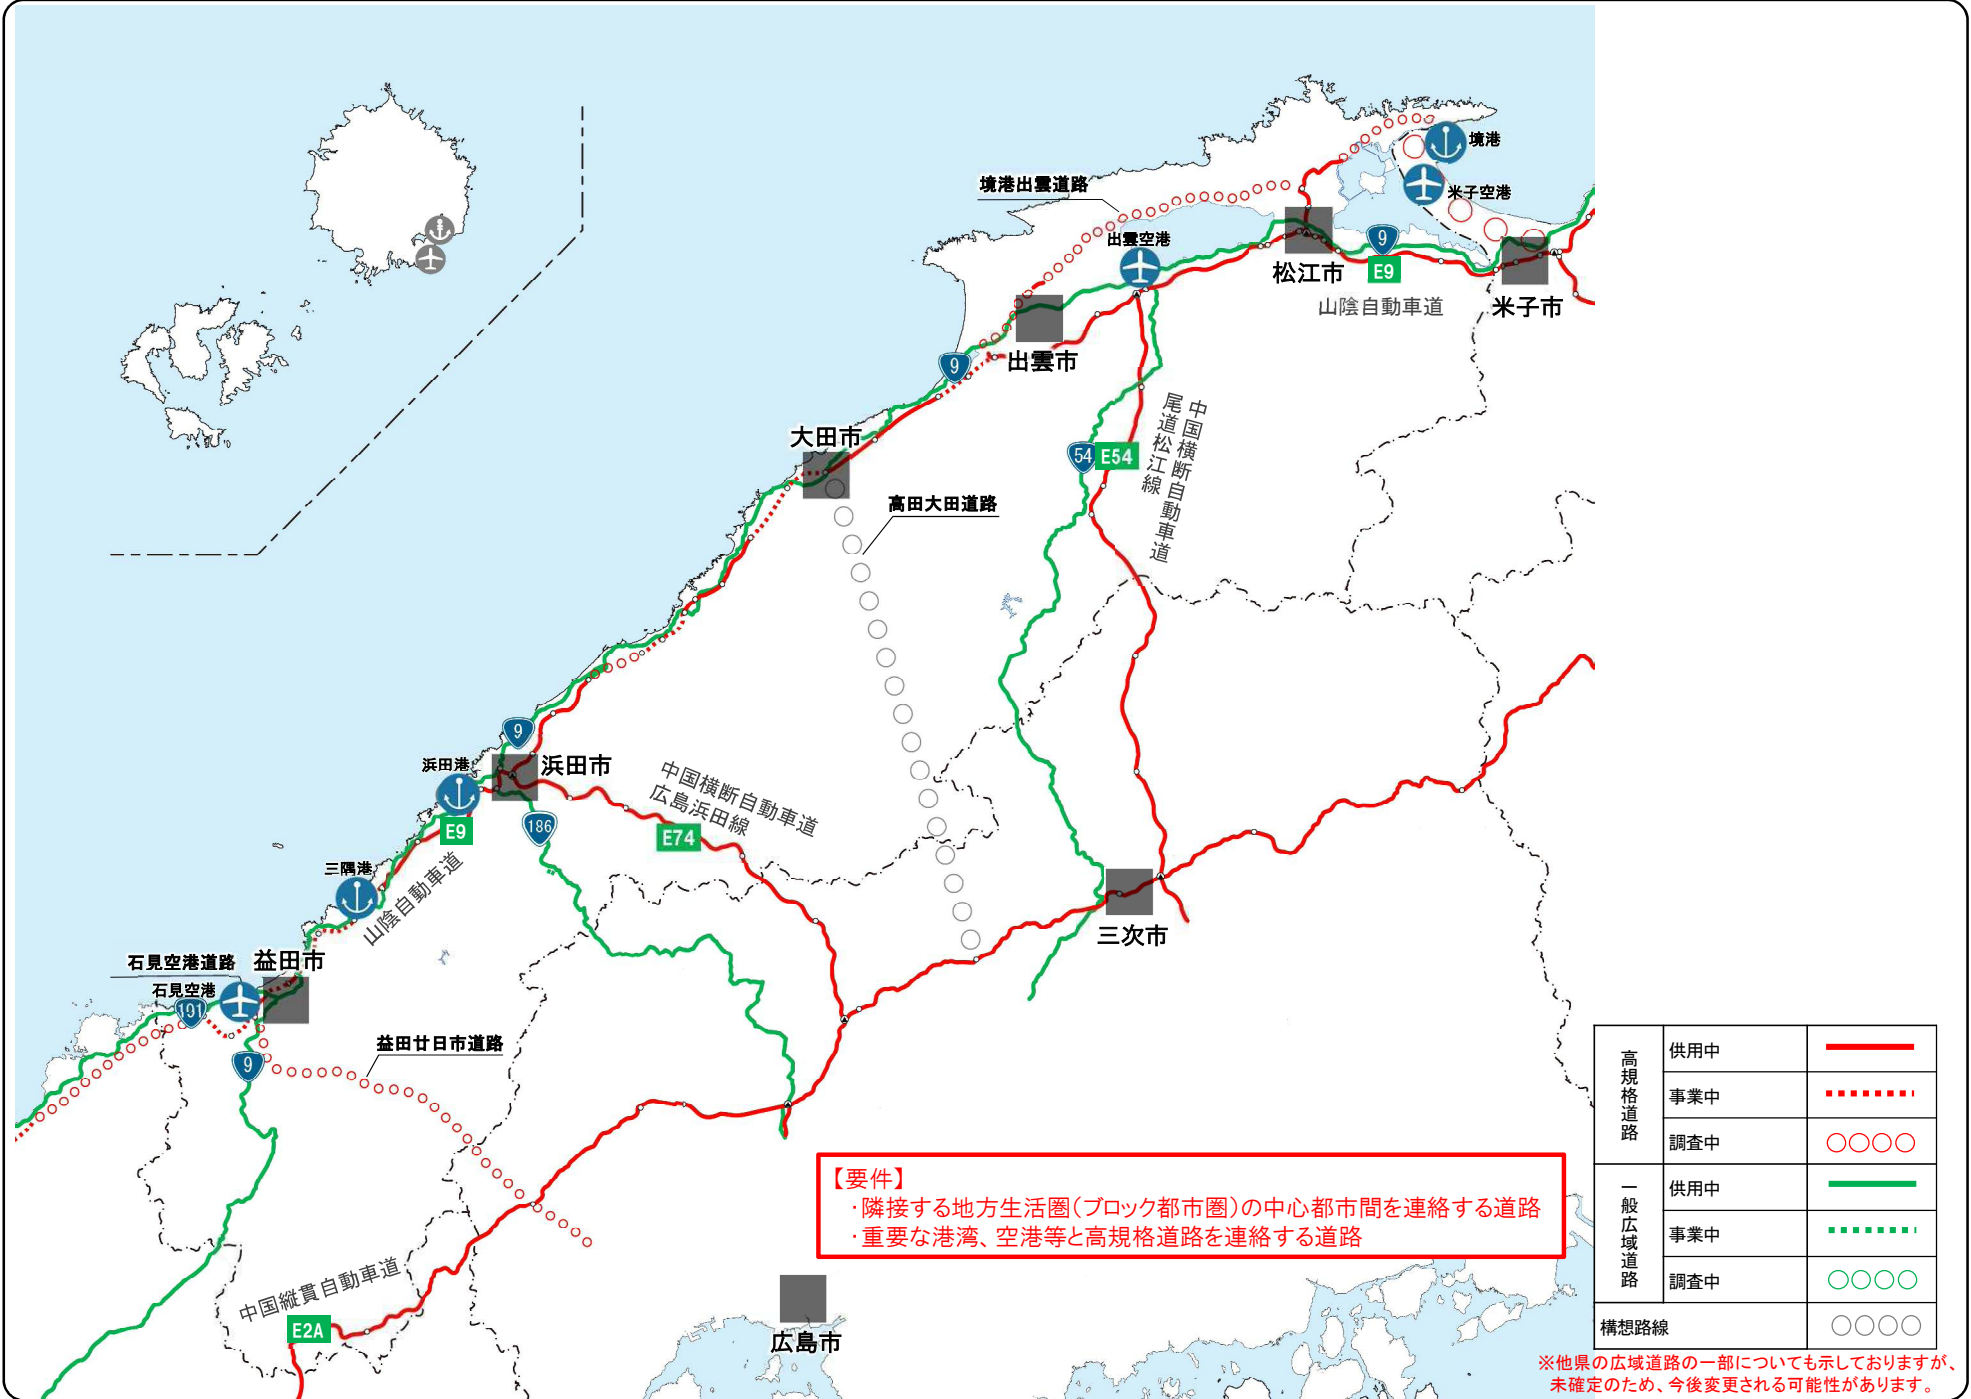 境港
米子空港
境港出雲道路
出雲空港
9
松江市
E9
米子市
山陰自動車道
出雲市
9
大田市
高田大田道路
54
E54
中国横断自動車道
尾道松江線
9
浜田港
浜田市
中国横断自動車道
広島浜田線
E74
186
E9
三隅港
山陰自動車道
三次市
石見空港道路
益田市
石見空港
191
9
益田廿日市道路
中国縦貫自動車道
E2A
広島市
【要件】
・隣接する地方生活圏(ブロック都市圏)の中心都市間を連絡する道路
・重要な港湾、空港等と高規格道路を連絡する道路
高規格道路
供用中
事業中
調査中
一般広域道路
供用中
事業中
調査中
構想路線
※他県の広域道路の一部についても示しておりますが、
未確定のため、今後変更される可能性があります。